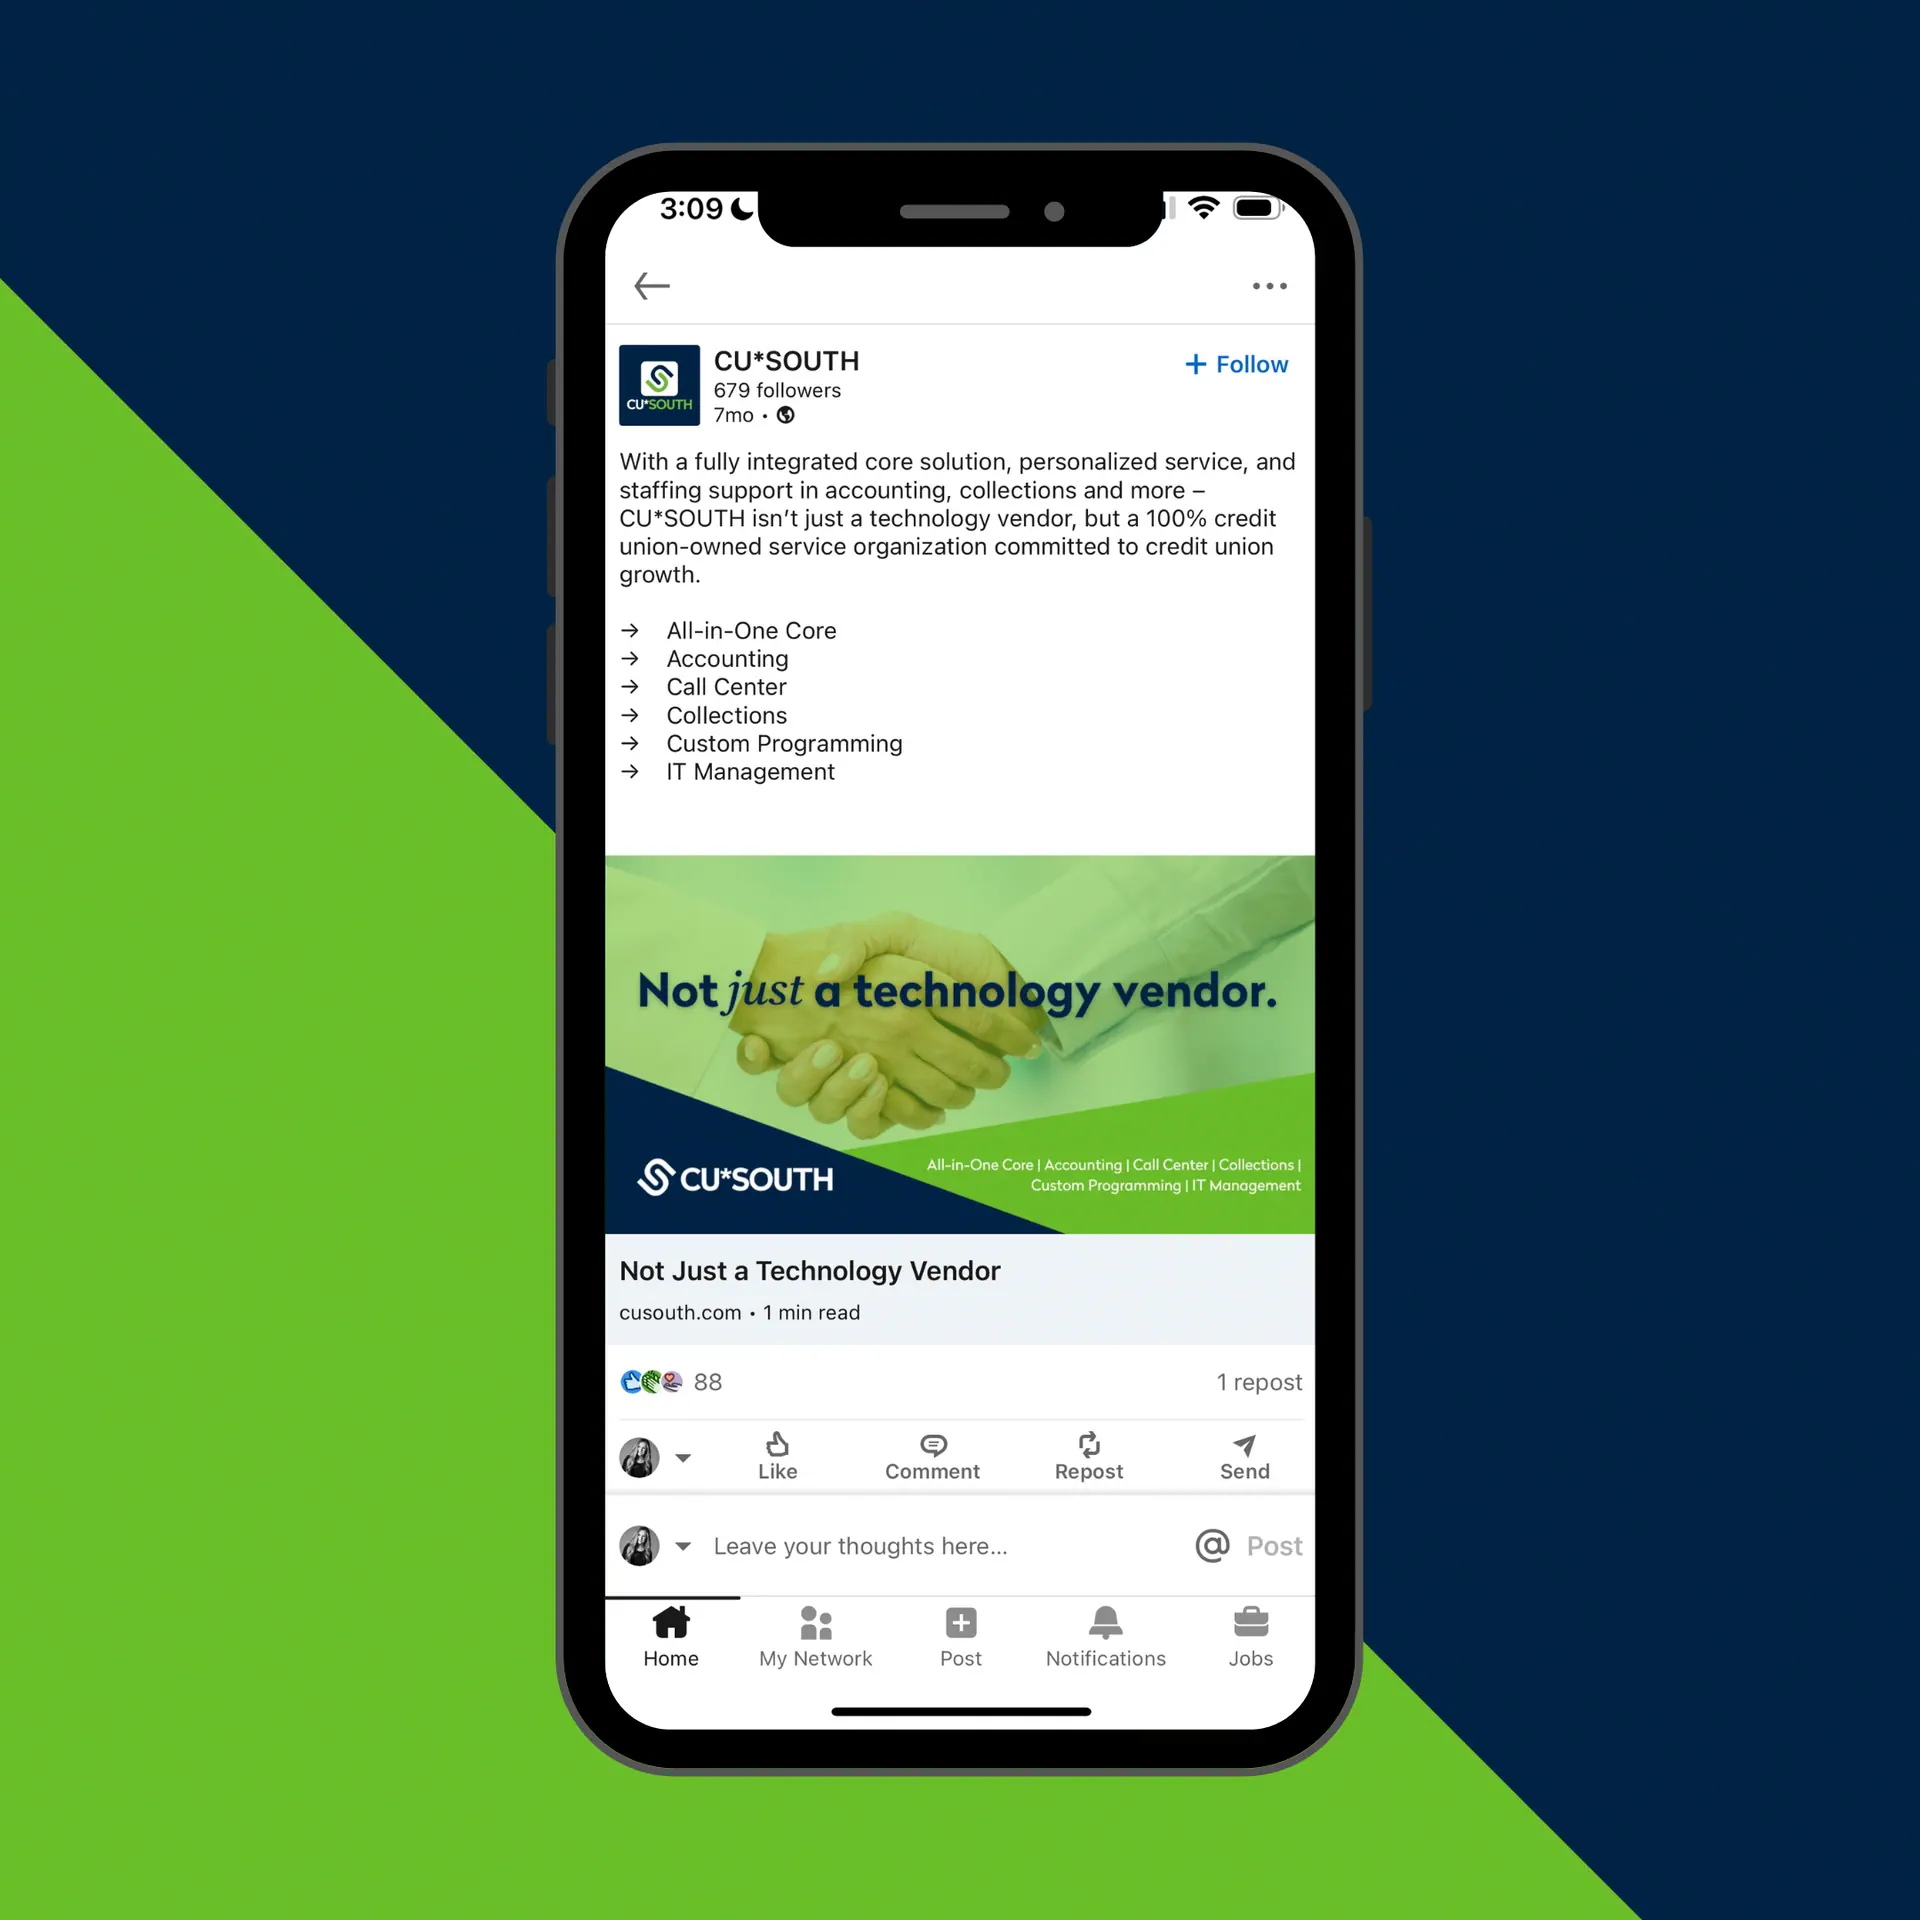 3:09
CU*SOUTH
CU*SOUTH
679 followers
7mo •
+ Follow
With a fully integrated core solution, personalized service, and
staffing support in accounting, collections and more –
CU*SOUTH isn’t just a technology vendor, but a 100% credit
union-owned service organization committed to credit union
growth.
→ All-in-One Core
→ Accounting
→ Call Center
→ Collections
→ Custom Programming
→ IT Management
Not just a technology vendor.
CU*SOUTH
All-in-One Core | Accounting | Call Center | Collections |
Custom Programming | IT Management
Not Just a Technology Vendor
cusouth.com • 1 min read
88
1 repost
Like
Comment
Repost
Send
Leave your thoughts here...
@ Post
Home
My Network
Post
Notifications
Jobs